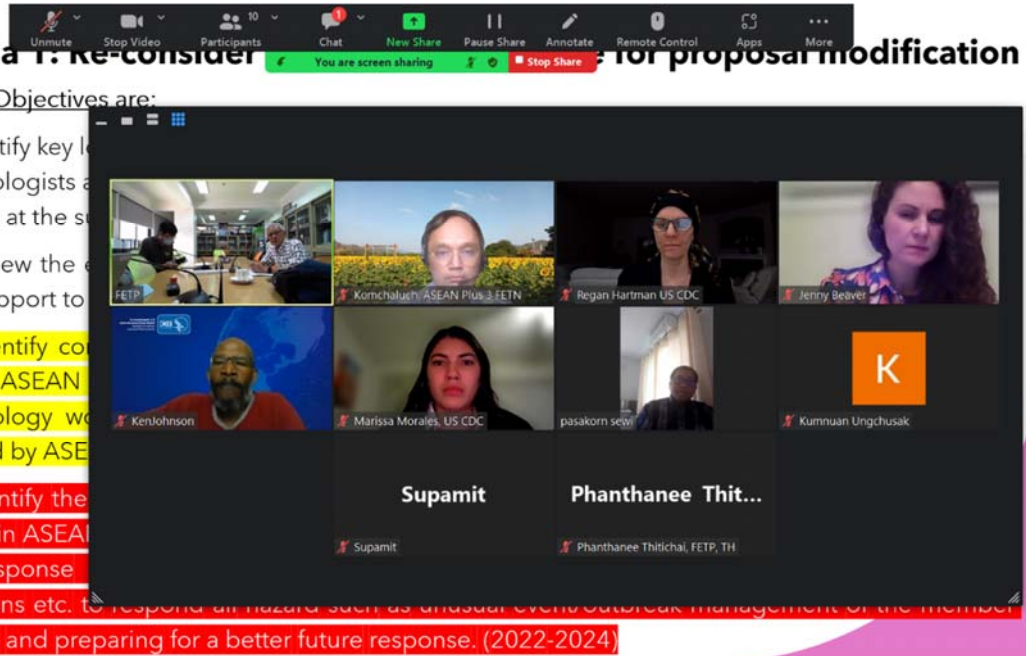 Unmute Stop Video Participants 10 Chat 1 New Share Pause Share Annotate Remote Control Apps More
1: Re-consider for proposal modification
You are screen sharing Stop Share
Objectives are:
tify key
ologists
at the
ew the
pport to
entify
ASEAN
ology
by ASE
ntify the
in ASEA
sponse
ns etc. to respond all hazard such as unusual event/outbreak management of the member
and preparing for a better future response. (2022-2024)
FETP
Komchaluch, ASEAN Plus 3 FETN
Regan Hartman US CDC
Jenny Beaver
CDC
KenJohnson
Marissa Morales, US CDC
pasakorn sewi
K
Kumnuan Ungchusak
Supamit
Supamit
Phanthanee Thit...
Phanthanee Thitichai, FETP, TH